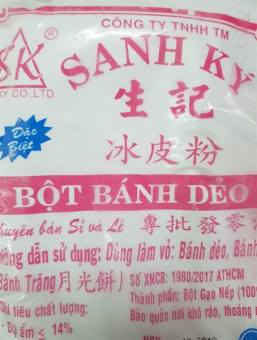 CÔNG TY TNHH TM
SK ®
KY CO.,LTD.
SANH KÝ
生記
Đặc
Biệt
冰皮粉
BỘT BÁNH DẺO
Chuyên bán Sỉ và Lẻ 專批發零
dẫn sử dụng: Dùng làm vỏ: Bánh dẻo, Bánh
Bánh Trăng月光餅) Số XNCB: 1980/2017 ATHCM
Thành phần: Bột Gạo Nếp (100%
Chỉ tiêu chất lượng: Bảo quản nơi khô ráo, thoáng
- Độ ẩm ≤ 14%